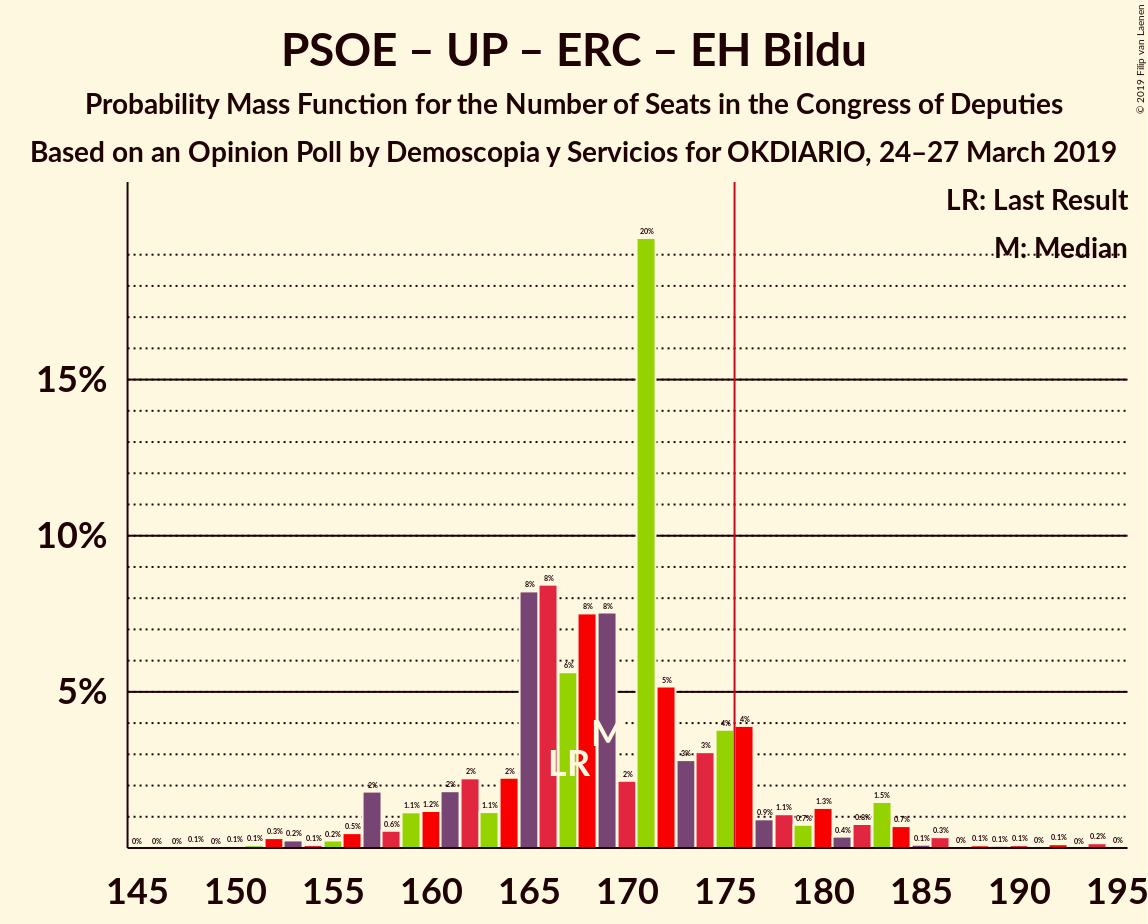 PSOE – UP – ERC – EH Bildu
Probability Mass Function for the Number of Seats in the Congress of Deputies
Based on an Opinion Poll by Demoscopia y Servicios for OKDIARIO, 24–27 March 2019
© 2019 Filip van Laenen
LR: Last Result
M: Median
15%
10%
5%
0% 0% 0% 0.1% 0% 0.1% 0.1% 0.3% 0.2% 0.1% 0.2% 0.5% 2% 0.6% 1.1% 1.2% 2% 2% 1.1% 2% 8% 8% 6% 8% 8% 2% 20% 5% 3% 3% 4% 4% 0.9% 1.1% 0.7% 1.3% 0.4% 0.8% 1.5% 0.7% 0.1% 0.3% 0% 0.1% 0.1% 0.1% 0% 0.1% 0% 0.2% 0%
LR
M
145 150 155 160 165 170 175 180 185 190 195